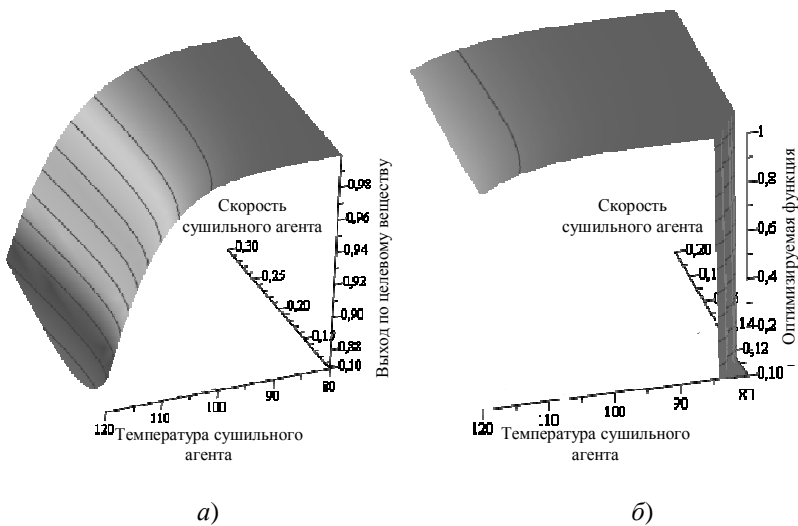 Скорость
сушильного агента
0,30
0,25
0,20
0,15
0,10
Выход по целевому веществу
0,98
0,96
0,94
0,92
0,90
0,88
80
90
100
110
120
Температура сушильного
агента
а)
Скорость
сушильного агента
0,20
Оптимизируемая функция
1
0,8
0,6
0,4
0,2
0,12
0,10
90
100
110
120
Температура сушильного
агента
б)